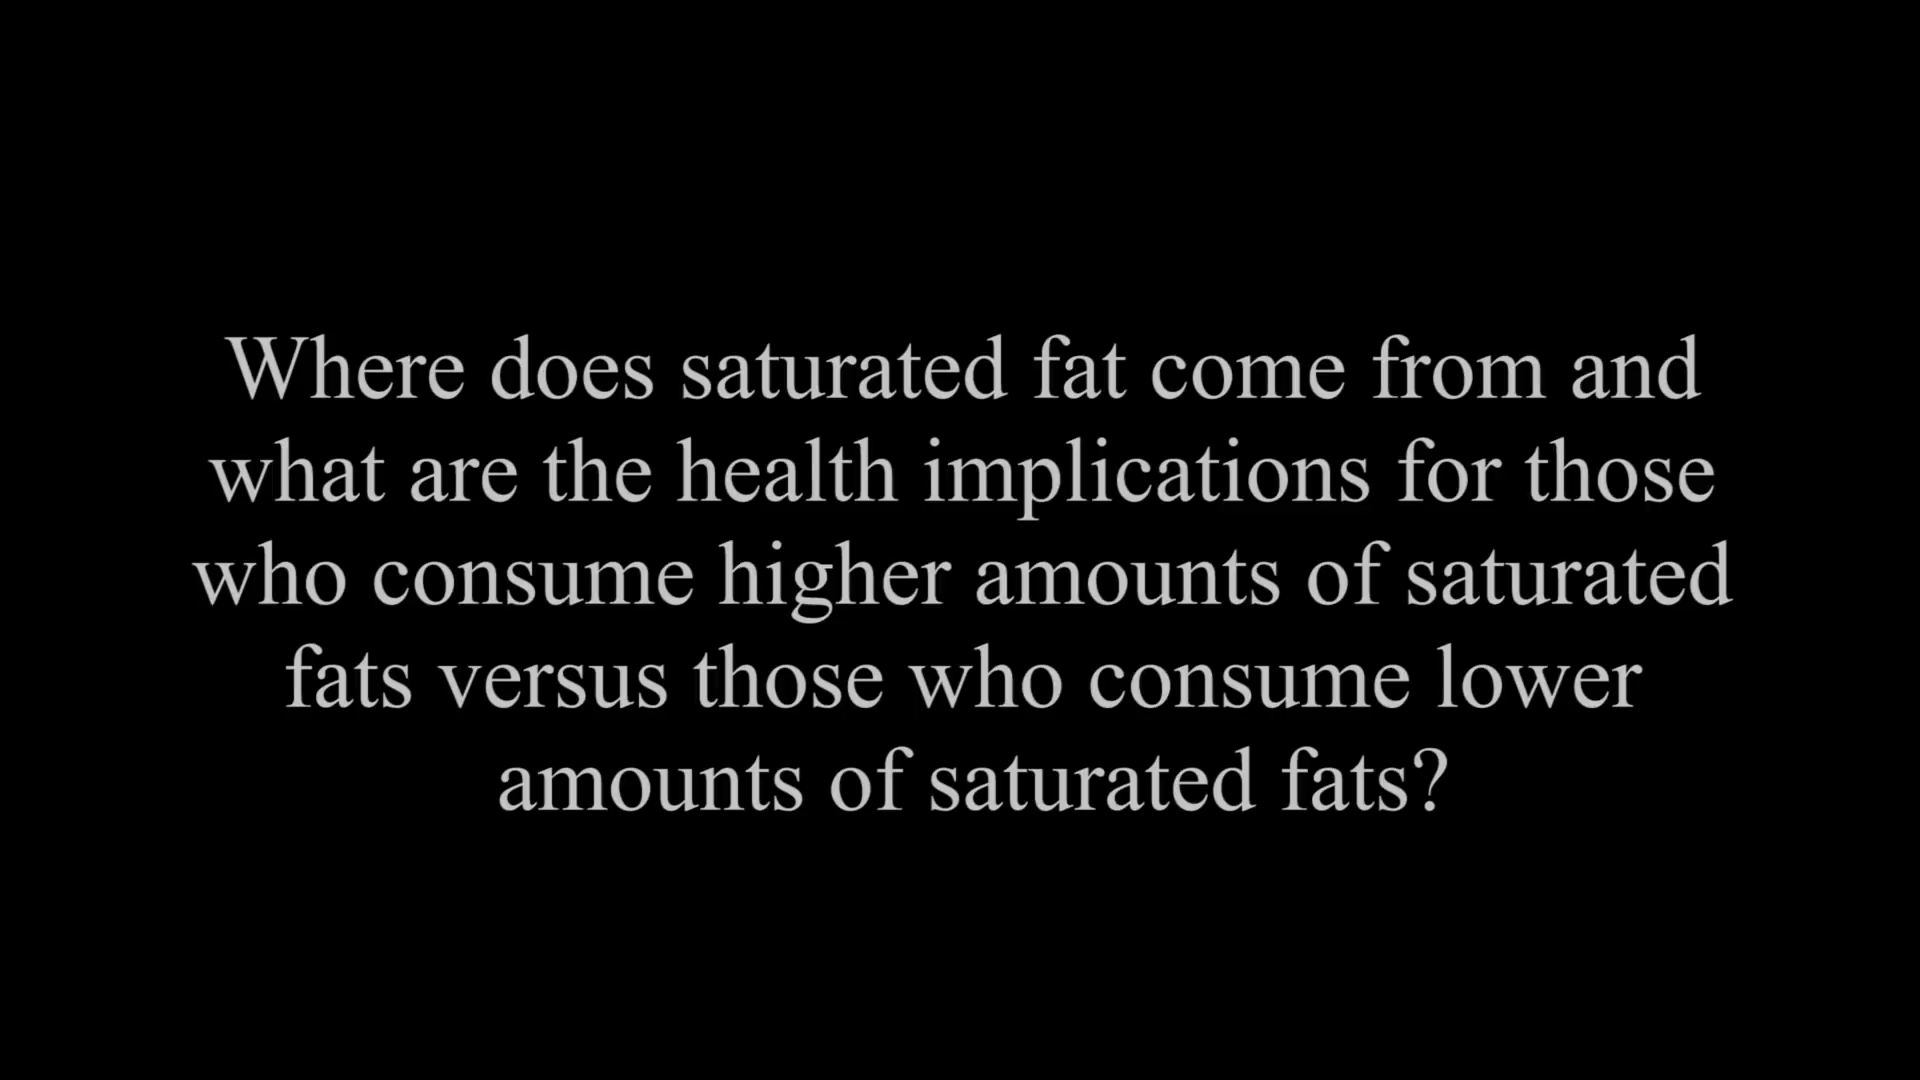 Where does saturated fat come from and
what are the health implications for those
who consume higher amounts of saturated
fats versus those who consume lower
amounts of saturated fats?